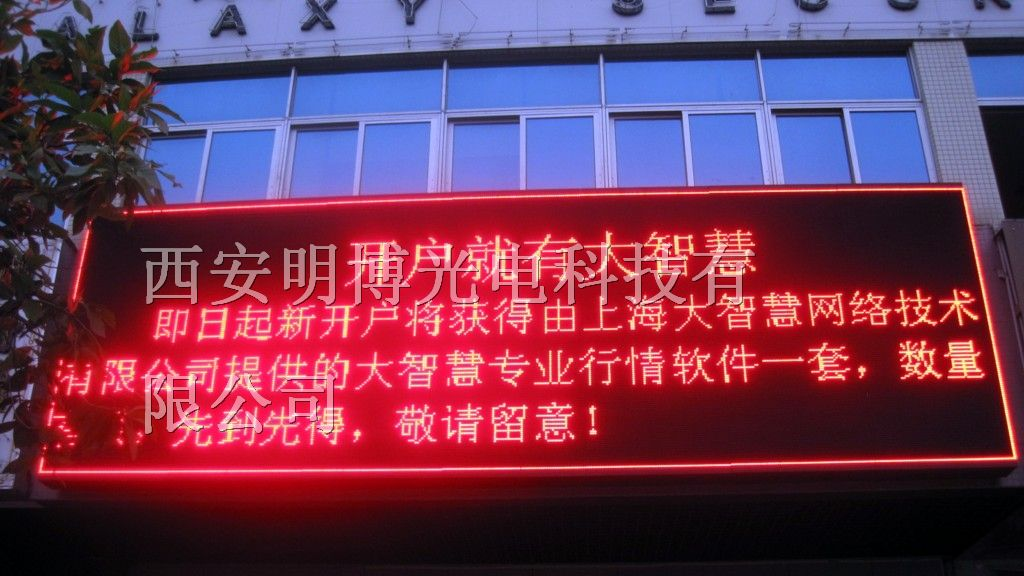 ALAXY SECUR
开户就有大智慧
即日起新开户将获得由上海大智慧网络技术
有限公司提供的大智慧专业行情软件一套，数量
先到先得，敬请留意！
西安明博光电科技有
限公司